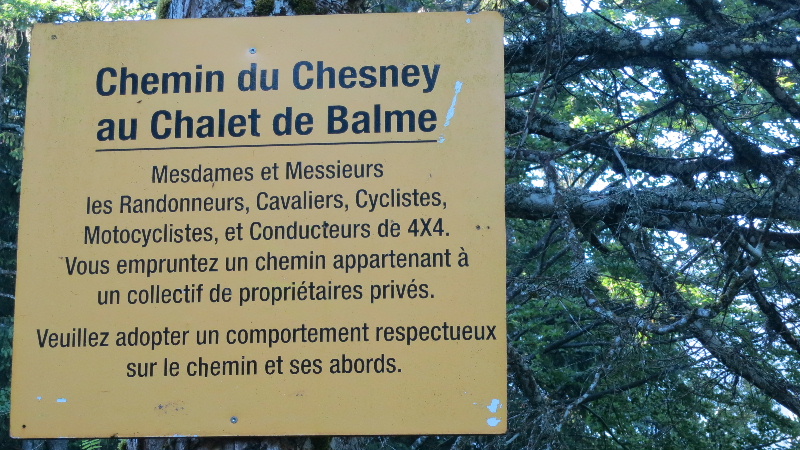 Chemin du Chesney
au Chalet de Balme
Mesdames et Messieurs
les Randonneurs, Cavaliers, Cyclistes,
Motocyclistes, et Conducteurs de 4X4.
Vous empruntez un chemin appartenant à
un collectif de propriétaires privés.
Veuillez adopter un comportement respectueux
sur le chemin et ses abords.